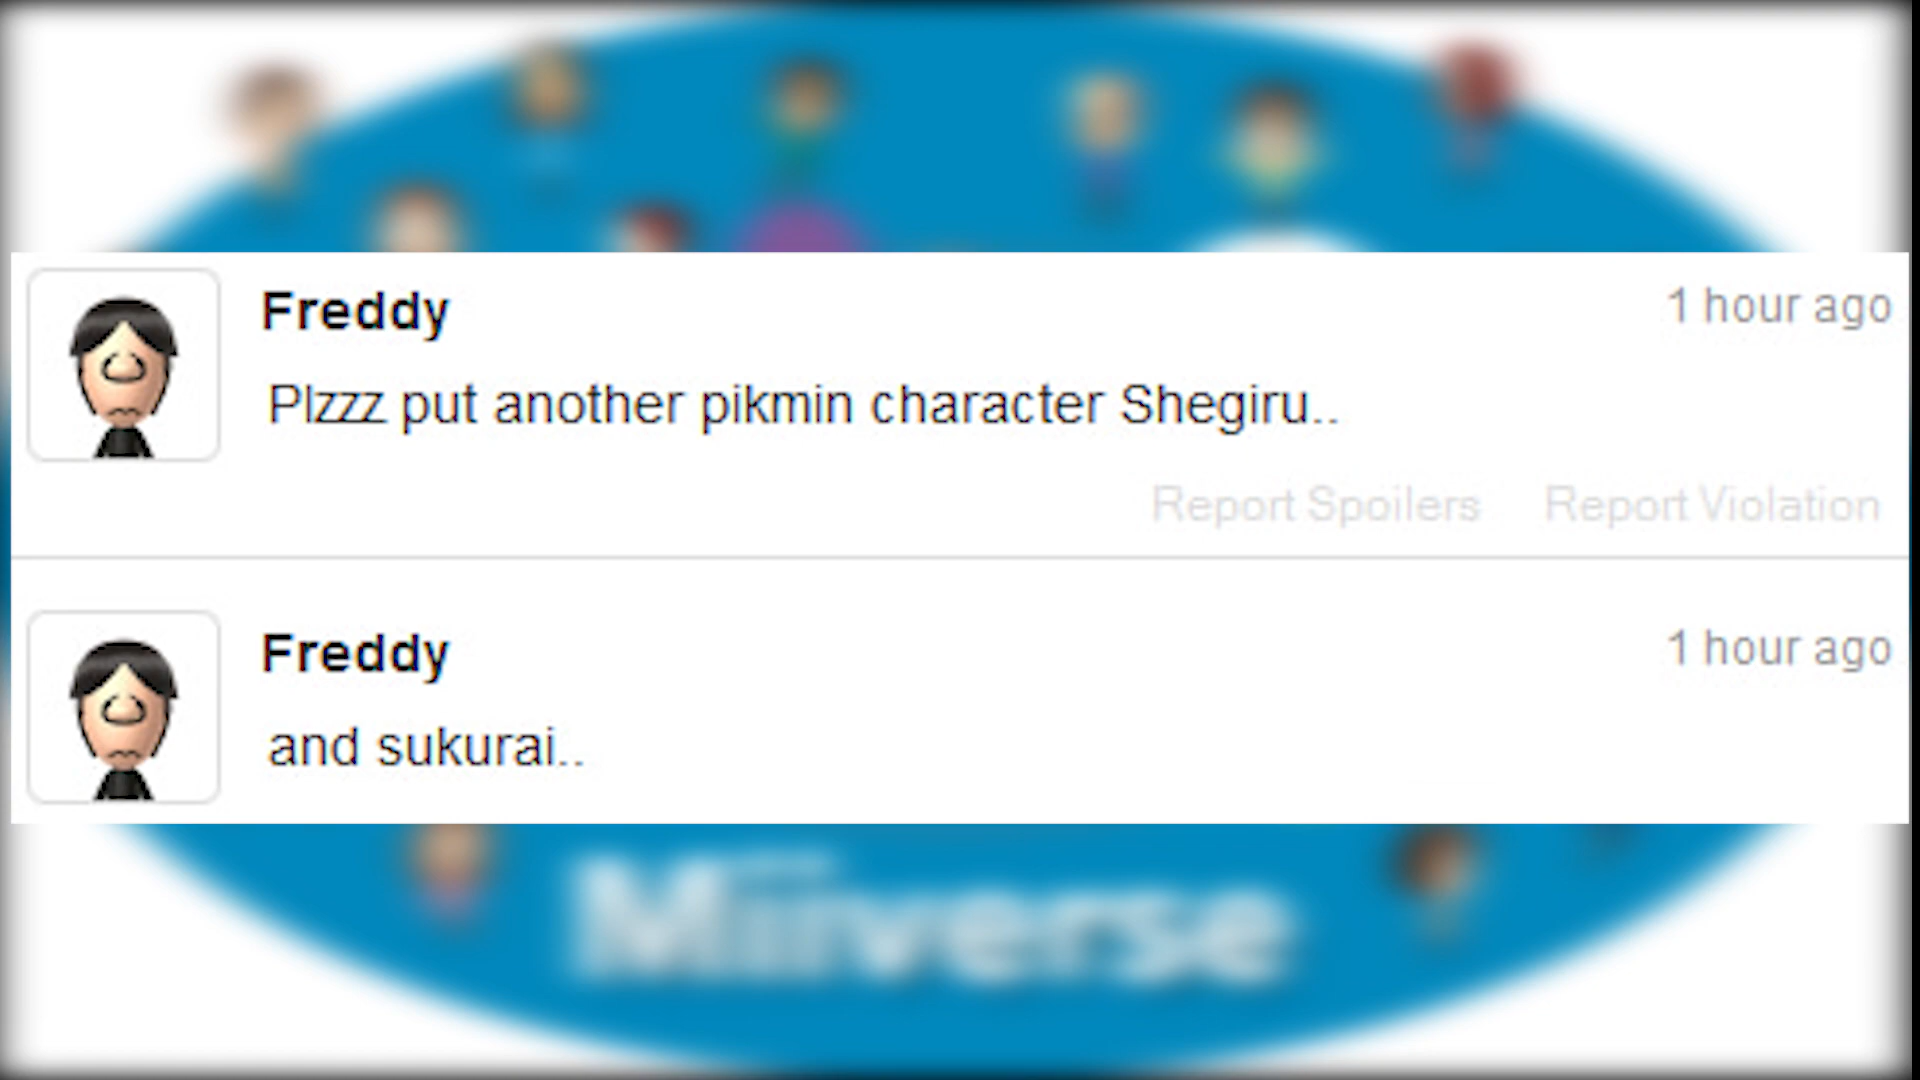 Freddy
1 hour ago
Plzzz put another pikmin character Shegiru..
Report Spoilers Report Violation
Freddy
1 hour ago
and sukurai..
Miiverse